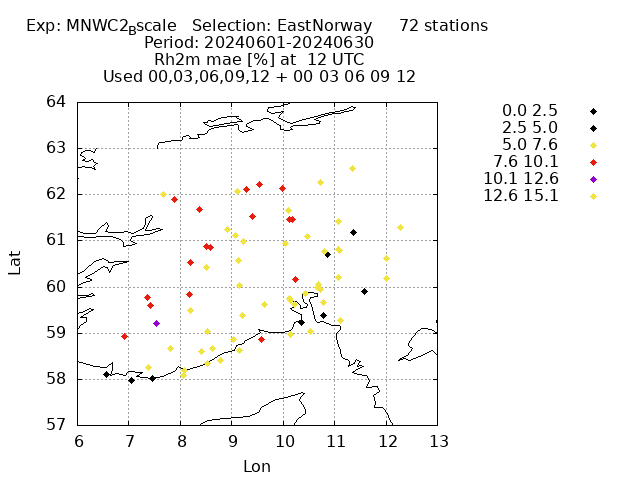 Exp: MNWC2_Bscale   Selection: EastNorway     72 stations
Period: 20240601-20240630
Rh2m mae [%] at  12 UTC
Used 00,03,06,09,12 + 00 03 06 09 12
0.0 2.5
2.5 5.0
5.0 7.6
7.6 10.1
10.1 12.6
12.6 15.1
64
63
62
61
60
59
58
57
Lat
6 7 8 9 10 11 12 13
Lon